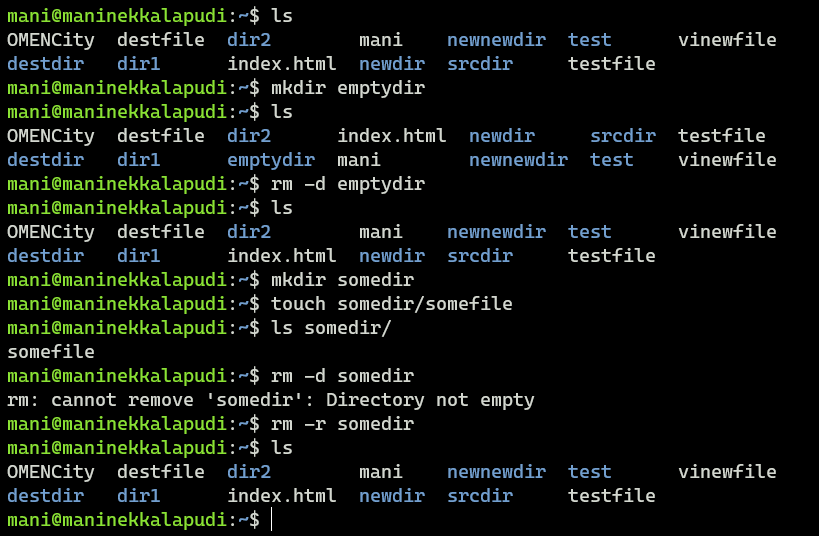 mani@maninekkalapudi:~$ ls
OMENCity  destfile  dir2        mani    newnewdir  test      vinewfile
destdir   dir1      index.html  newdir  srcdir     testfile
mani@maninekkalapudi:~$ mkdir emptydir
mani@maninekkalapudi:~$ ls
OMENCity  destfile  dir2      index.html  newdir     srcdir  testfile
destdir   dir1      emptydir  mani        newnewdir  test    vinewfile
mani@maninekkalapudi:~$ rm -d emptydir
mani@maninekkalapudi:~$ ls
OMENCity  destfile  dir2        mani    newnewdir  test      vinewfile
destdir   dir1      index.html  newdir  srcdir     testfile
mani@maninekkalapudi:~$ mkdir somedir
mani@maninekkalapudi:~$ touch somedir/somefile
mani@maninekkalapudi:~$ ls somedir/
somefile
mani@maninekkalapudi:~$ rm -d somedir
rm: cannot remove 'somedir': Directory not empty
mani@maninekkalapudi:~$ rm -r somedir
mani@maninekkalapudi:~$ ls
OMENCity  destfile  dir2        mani    newnewdir  test      vinewfile
destdir   dir1      index.html  newdir  srcdir     testfile
mani@maninekkalapudi:~$